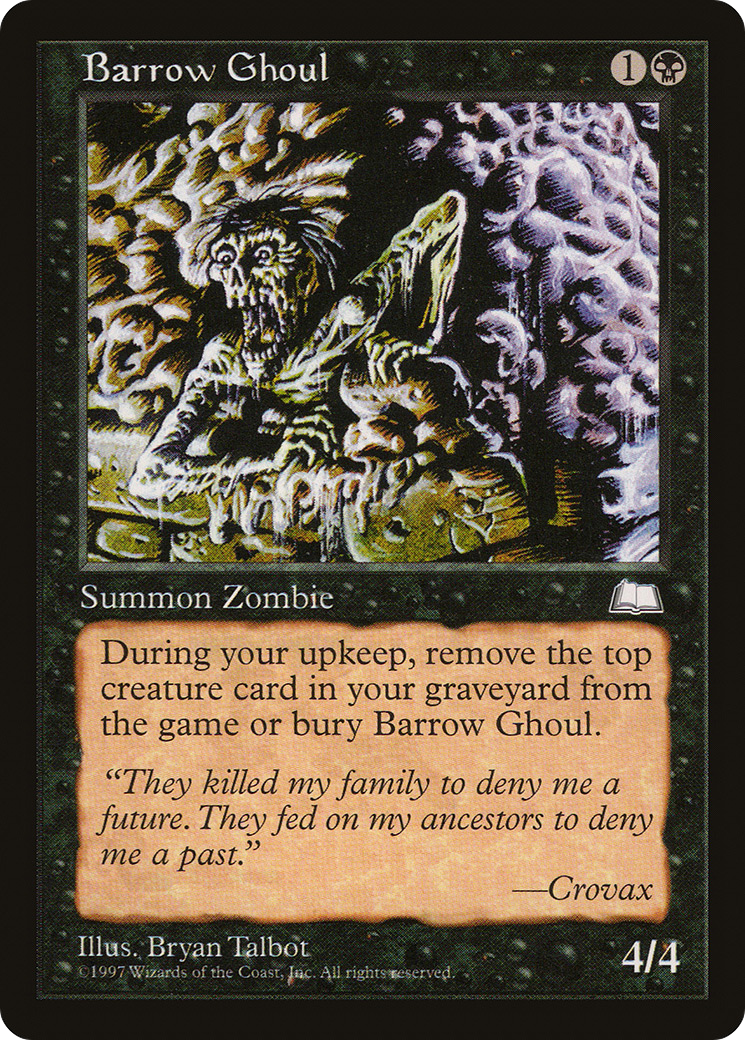 Barrow Ghoul
1
Summon Zombie
During your upkeep, remove the top
creature card in your graveyard from
the game or bury Barrow Ghoul.
“They killed my family to deny me a
future. They fed on my ancestors to deny
me a past.”
—Crovax
Illus. Bryan Talbot
©1997 Wizards of the Coast, Inc. All rights reserved.
4/4